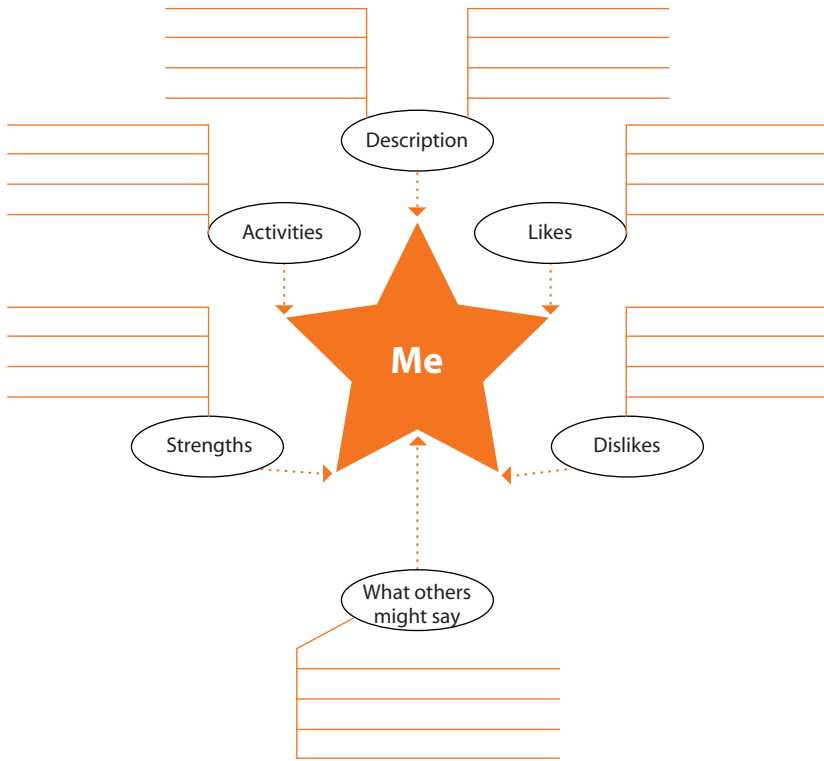 Description
Activities
Likes
Me
Strengths
Dislikes
What others
might say